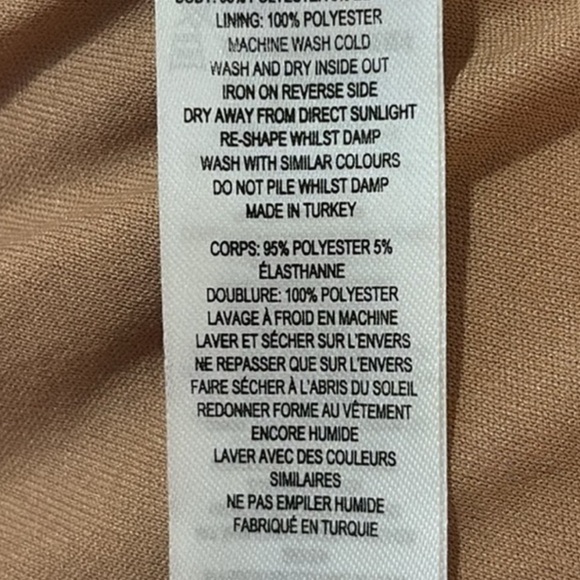 LINING: 100% POLYESTER
MACHINE WASH COLD
WASH AND DRY INSIDE OUT
IRON ON REVERSE SIDE
DRY AWAY FROM DIRECT SUNLIGHT
RE-SHAPE WHILST DAMP
WASH WITH SIMILAR COLOURS
DO NOT PILE WHILST DAMP
MADE IN TURKEY
CORPS: 95% POLYESTER 5%
ÉLASTHANNE
DOUBLURE: 100% POLYESTER
LAVAGE À FROID EN MACHINE
LAVER ET SÉCHER SUR L'ENVERS
NE REPASSER QUE SUR L'ENVERS
FAIRE SÉCHER À L'ABRIS DU SOLEIL
REDONNER FORME AU VÊTEMENT
ENCORE HUMIDE
LAVER AVEC DES COULEURS
SIMILAIRES
NE PAS EMPILER HUMIDE
FABRIQUÉ EN TURQUIE